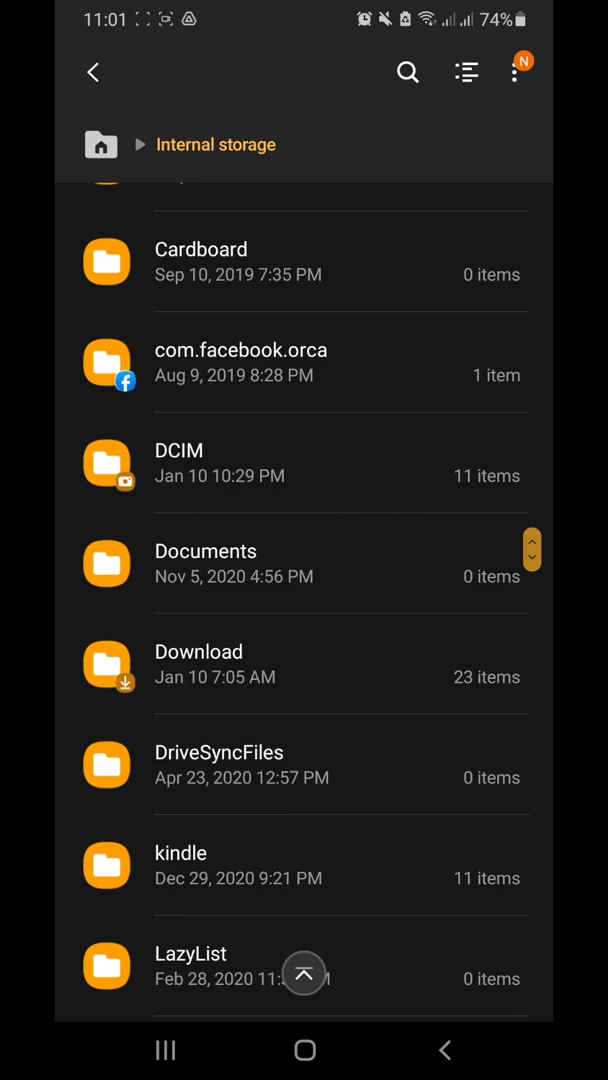 11:01 74%
N
Internal storage
Cardboard
Sep 10, 2019 7:35 PM 0 items
com.facebook.orca
Aug 9, 2019 8:28 PM 1 item
DCIM
Jan 10 10:29 PM 11 items
Documents
Nov 5, 2020 4:56 PM 0 items
Download
Jan 10 7:05 AM 23 items
DriveSyncFiles
Apr 23, 2020 12:57 PM 0 items
kindle
Dec 29, 2020 9:21 PM 11 items
LazyList
Feb 28, 2020 0 items